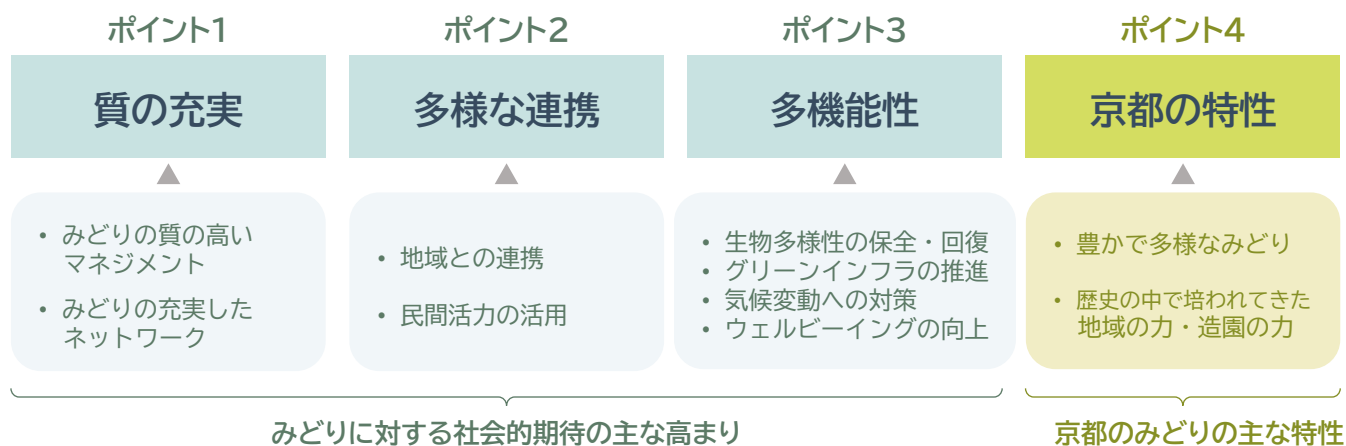 ポイント1
質の充実
• みどりの質の高い
マネジメント
• みどりの充実した
ネットワーク
ポイント2
多様な連携
• 地域との連携
• 民間活力の活用
ポイント3
多機能性
• 生物多様性の保全・回復
• グリーンインフラの推進
• 気候変動への対策
• ウェルビーイングの向上
みどりに対する社会的期待の主な高まり
ポイント4
京都の特性
• 豊かで多様なみどり
• 歴史の中で培われてきた
地域の力・造園の力
京都のみどりの主な特性